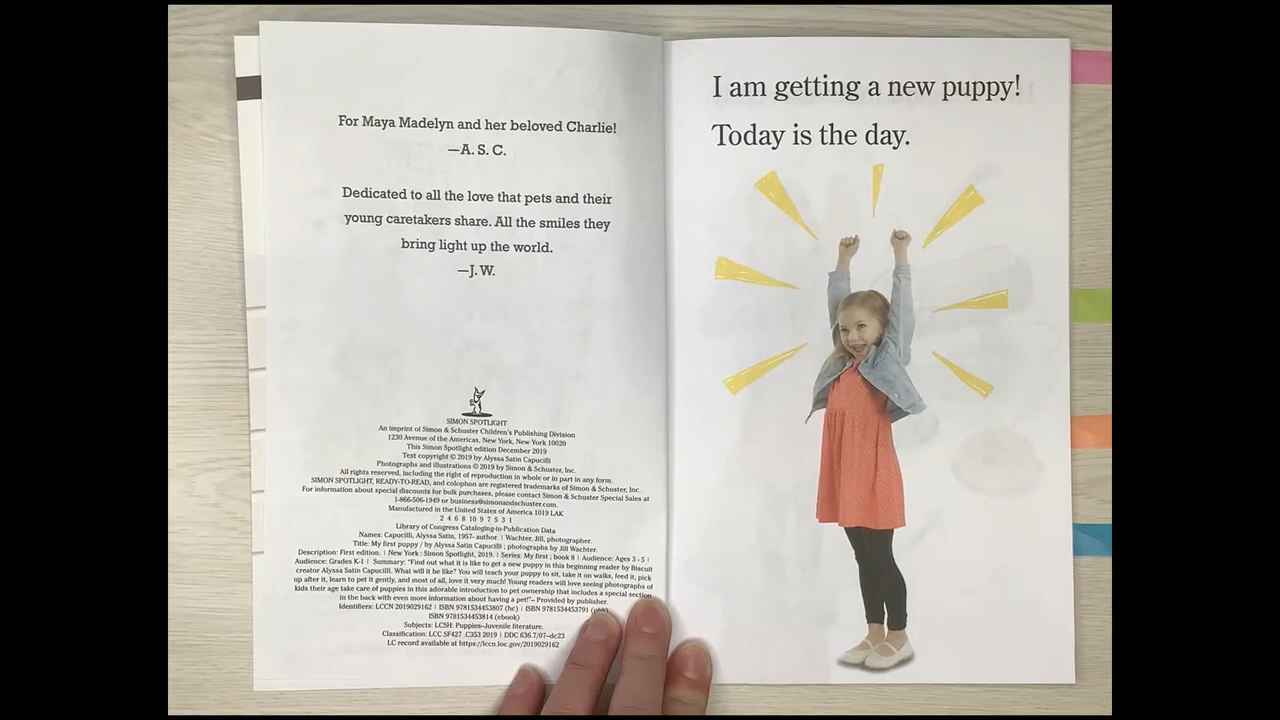 For Maya Madelyn and her beloved Charlie!
—A. S. C.
Dedicated to all the love that pets and their
young caretakers share. All the smiles they
bring light up the world.
—J. W.
SIMON SPOTLIGHT
An imprint of Simon & Schuster Children's Publishing Division
1230 Avenue of the Americas, New York, New York 10020
This Simon Spotlight edition December 2019
Text copyright © 2019 by Alyssa Satin Capucilli
Photographs and illustrations © 2019 by Simon & Schuster, Inc.
All rights reserved, including the right of reproduction in whole or in part in any form.
SIMON SPOTLIGHT, READY-TO-READ, and colophon are registered trademarks of Simon & Schuster, Inc.
For information about special discounts for bulk purchases, please contact Simon & Schuster Special Sales at
1-866-506-1949 or business@simonandschuster.com.
Manufactured in the United States of America 1019 LAK
2 4 6 8 10 9 7 5 3 1
Library of Congress Cataloging-in-Publication Data
Names: Capucilli, Alyssa Satin, 1957- author. | Wachter, Jill, photographer.
Title: My first puppy / by Alyssa Satin Capucilli ; photographs by Jill Wachter.
Description: First edition. | New York : Simon Spotlight, 2019. | Series: My first ; book 8 | Audience: Ages 3 - 5 |
Audience: Grades K-1 | Summary: "Find out what it is like to get a new puppy in this beginning reader by Biscuit
creator Alyssa Satin Capucilli. What will it be like? You will teach your puppy to sit, take it on walks, feed it, pick
up after it, learn to pet it gently, and most of all, love it very much! Young readers will love seeing photographs of
kids their age take care of puppies in this adorable introduction to pet ownership that includes a special section
in the back with even more information about having a pet!"– Provided by publisher.
Identifiers: LCCN 2019029162 | ISBN 9781534453807 (hc) | ISBN 9781534453791 (pbk)
ISBN 9781534453814 (ebook)
Subjects: LCSH: Puppies–Juvenile literature.
Classification: LCC SF427 .C353 2019 | DDC 636.7/07–dc23
LC record available at https://lccn.loc.gov/2019029162
I am getting a new puppy!
Today is the day.